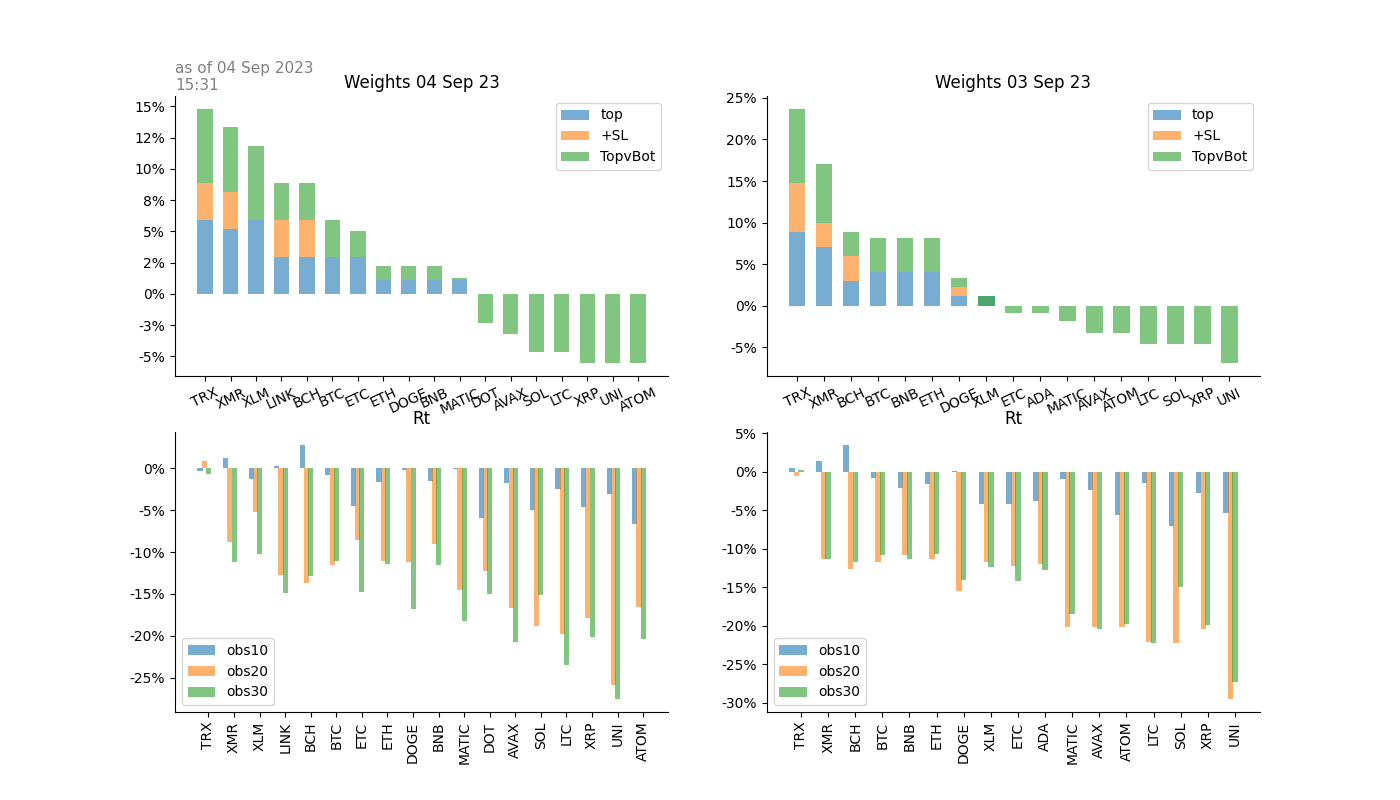 as of 04 Sep 2023
15:31
Weights 04 Sep 23
15%
12%
10%
8%
5%
2%
0%
-3%
-5%
top
+SL
TopvBot
TRX XMR XLM LINK BCH BTC ETC ETH DOGE BNB MATIC DOT AVAX SOL LTC XRP UNI ATOM
Weights 03 Sep 23
25%
20%
15%
10%
5%
0%
-5%
top
+SL
TopvBot
TRX XMR BCH BTC BNB ETH DOGE XLM ETC ADA MATIC AVAX ATOM LTC SOL XRP UNI
Rt
0%
-5%
-10%
-15%
-20%
-25%
obs10
obs20
obs30
TRX XMR XLM LINK BCH BTC ETC ETH DOGE BNB MATIC DOT AVAX SOL LTC XRP UNI ATOM
Rt
5%
0%
-5%
-10%
-15%
-20%
-25%
-30%
obs10
obs20
obs30
TRX XMR BCH BTC BNB ETH DOGE XLM ETC ADA MATIC AVAX ATOM LTC SOL XRP UNI